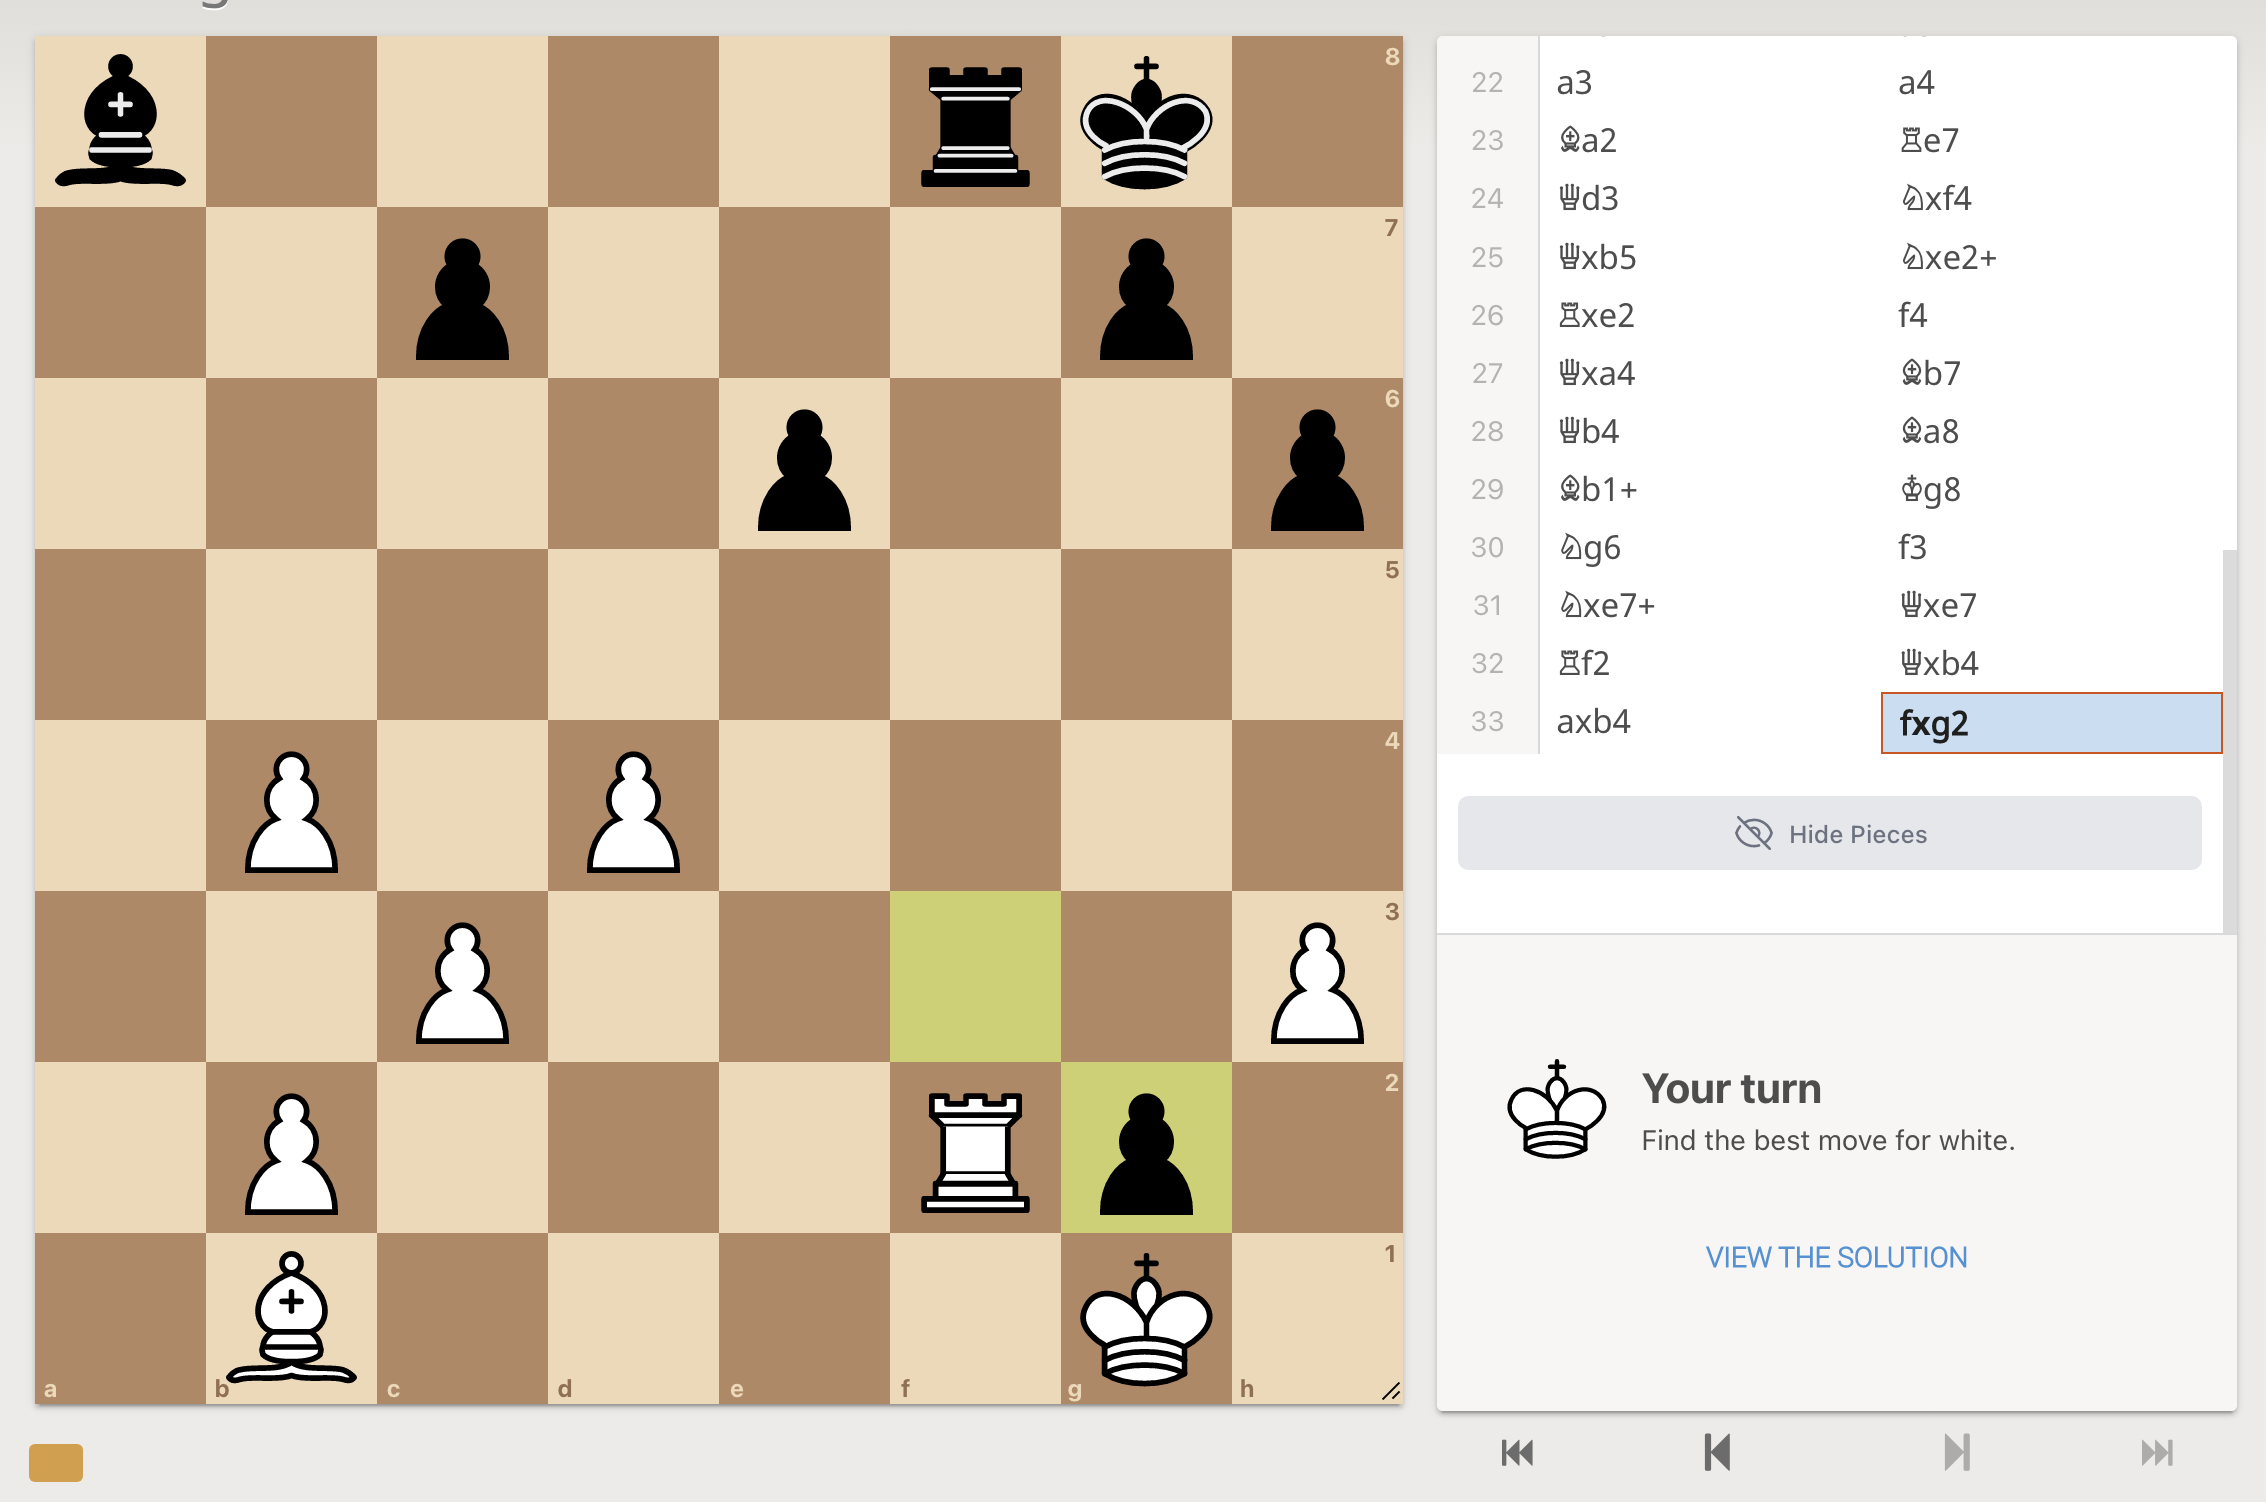 8
7
6
5
4
3
2
1
a b c d e f g h
22 a3 a4
23 ♗a2 ♖e7
24 ♕d3 ♘xf4
25 ♕xb5 ♘xe2+
26 ♖xe2 f4
27 ♕xa4 ♗b7
28 ♕b4 ♗a8
29 ♗b1+ ♔g8
30 ♘g6 f3
31 ♘xe7+ ♕xe7
32 ♖f2 ♕xb4
33 axb4 fxg2
Hide Pieces
Your turn
Find the best move for white.
VIEW THE SOLUTION